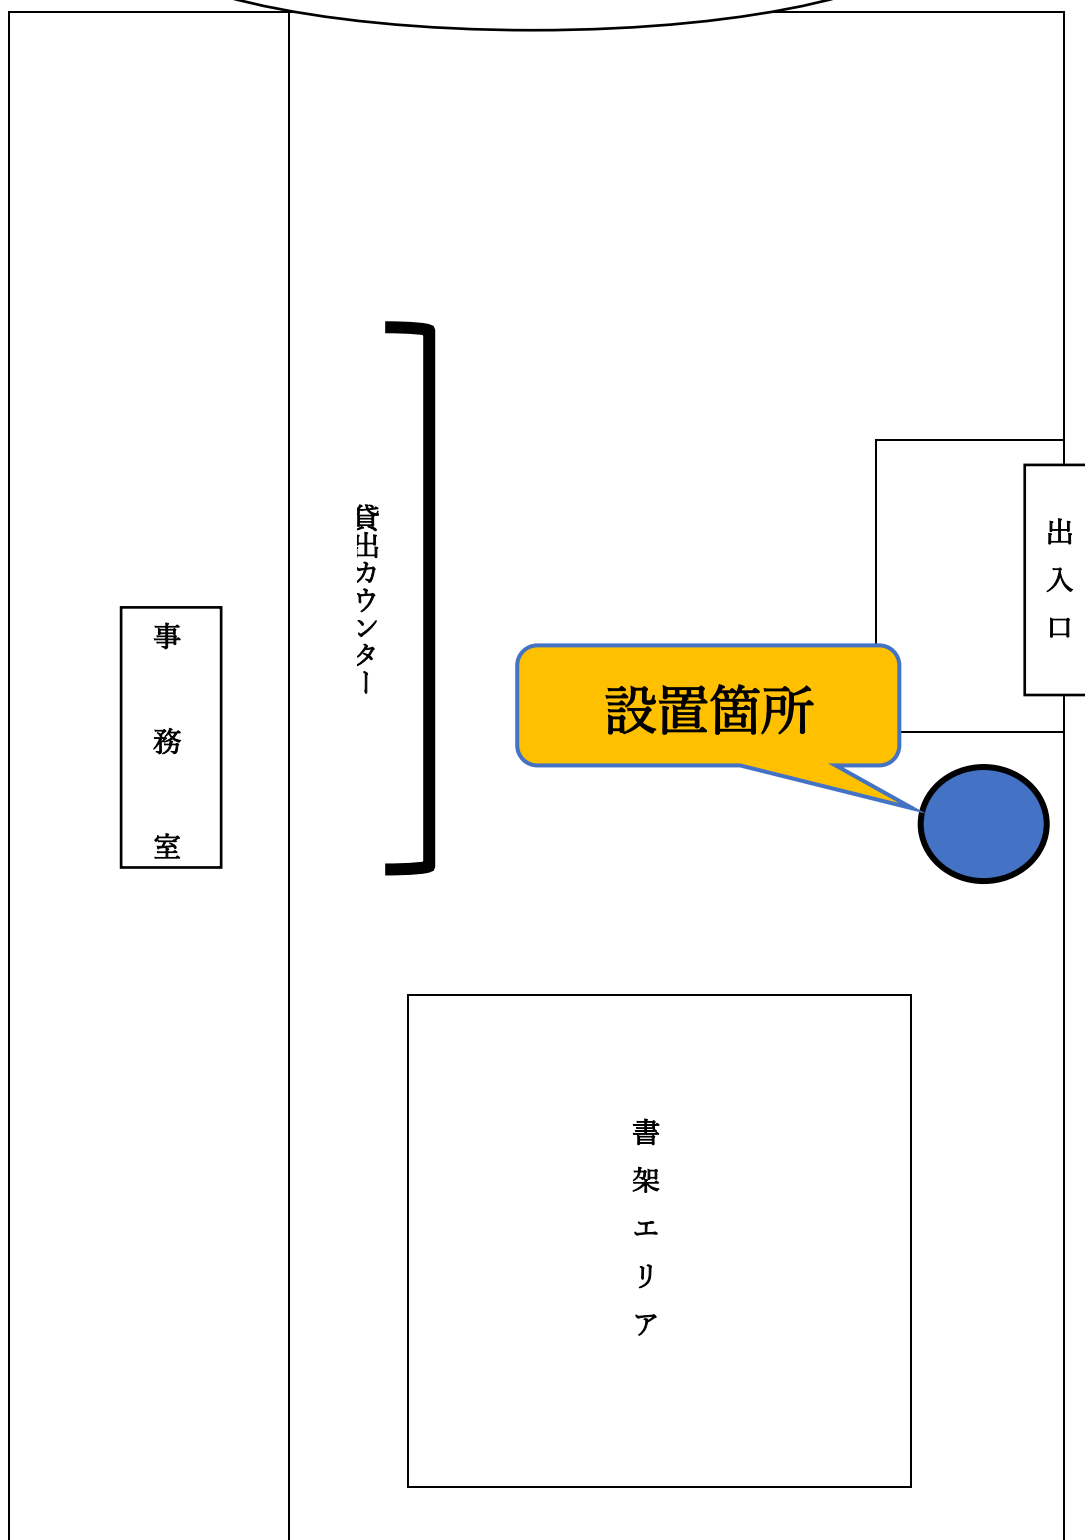 出入口
貸出カウンター
事務室
設置箇所
書架エリア